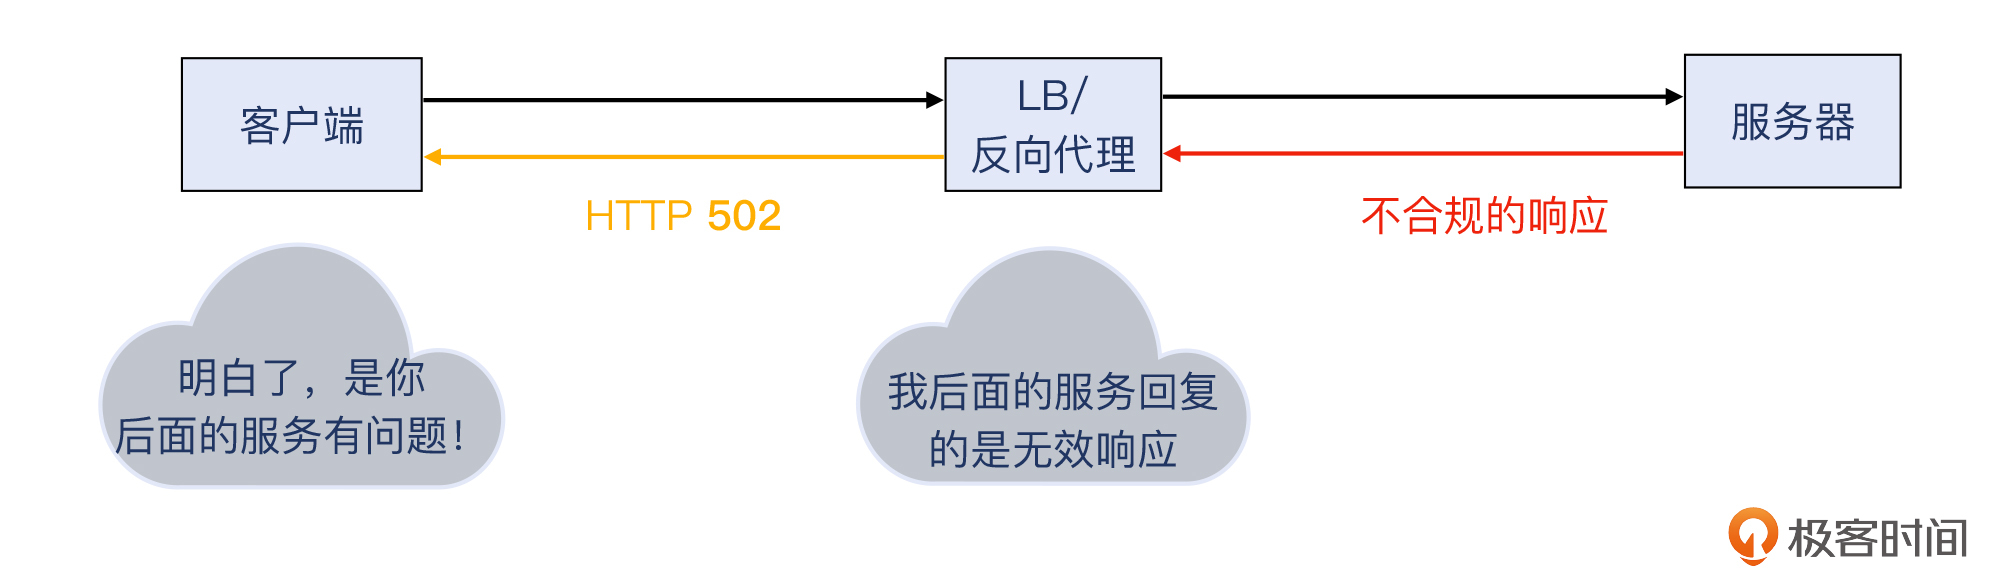 客户端
LB/
反向代理
服务器
HTTP 502
不合规的响应
明白了，是你
后面的服务有问题！
我后面的服务回复
的是无效响应
极客时间